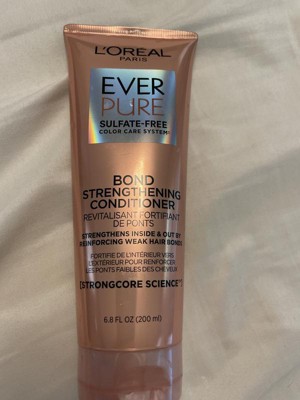 L'ORÉAL
PARIS
EVER
PURE
SULFATE-FREE
COLOR CARE SYSTEM
BOND
STRENGTHENING
CONDITIONER
REVITALISANT FORTIFIANT
DE PONTS
STRENGTHENS INSIDE & OUT BY
REINFORCING WEAK HAIR BONDS
FORTIFIE DE L'INTÉRIEUR VERS
L'EXTÉRIEUR POUR RENFORCER
LES PONTS FAIBLES DES CHEVEUX
[STRONGCORE SCIENCE]
6.8 FL OZ (200 ml)